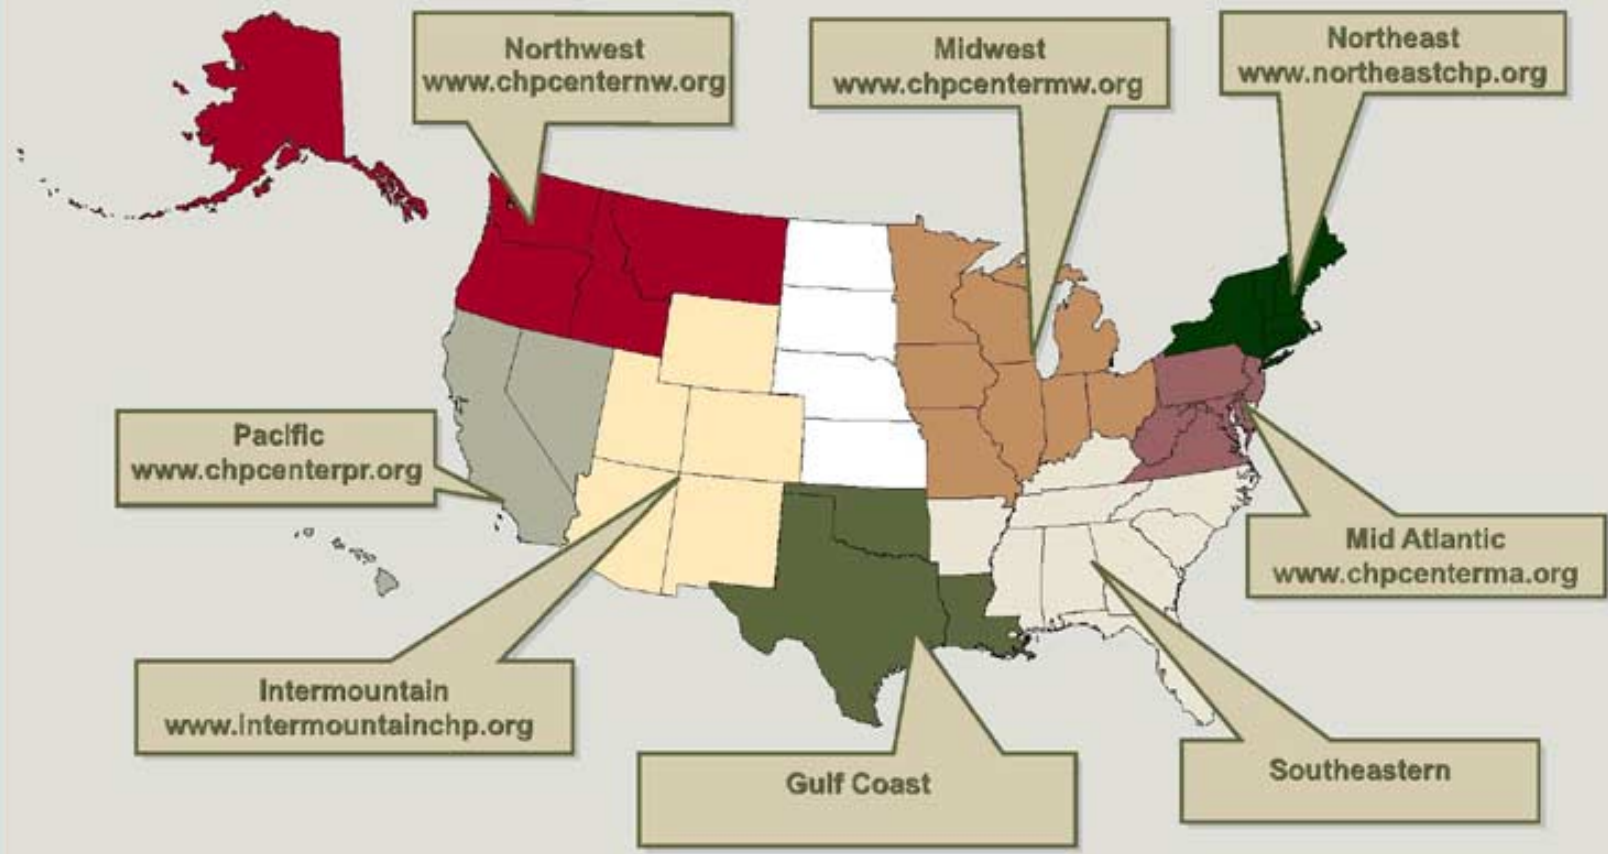 Northwest
www.chpcenternw.org
Midwest
www.chpcentermw.org
Northeast
www.northeastchp.org
Pacific
www.chpcenterpr.org
Mid Atlantic
www.chpcenterma.org
Intermountain
www.intermountainchp.org
Gulf Coast
Southeastern